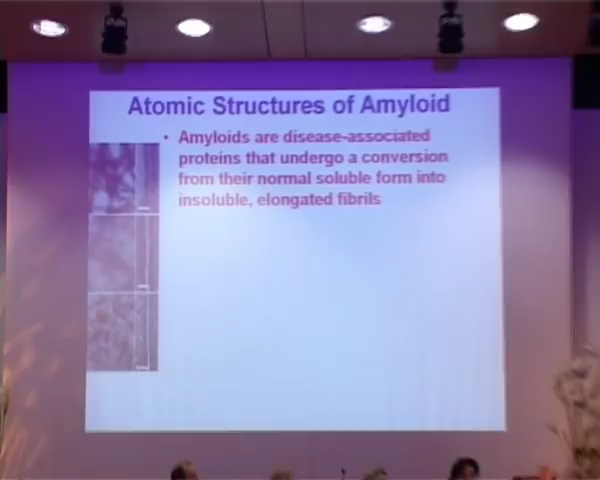 Atomic Structures of Amyloid
• Amyloids are disease-associated
proteins that undergo a conversion
from their normal soluble form into
insoluble, elongated fibrils